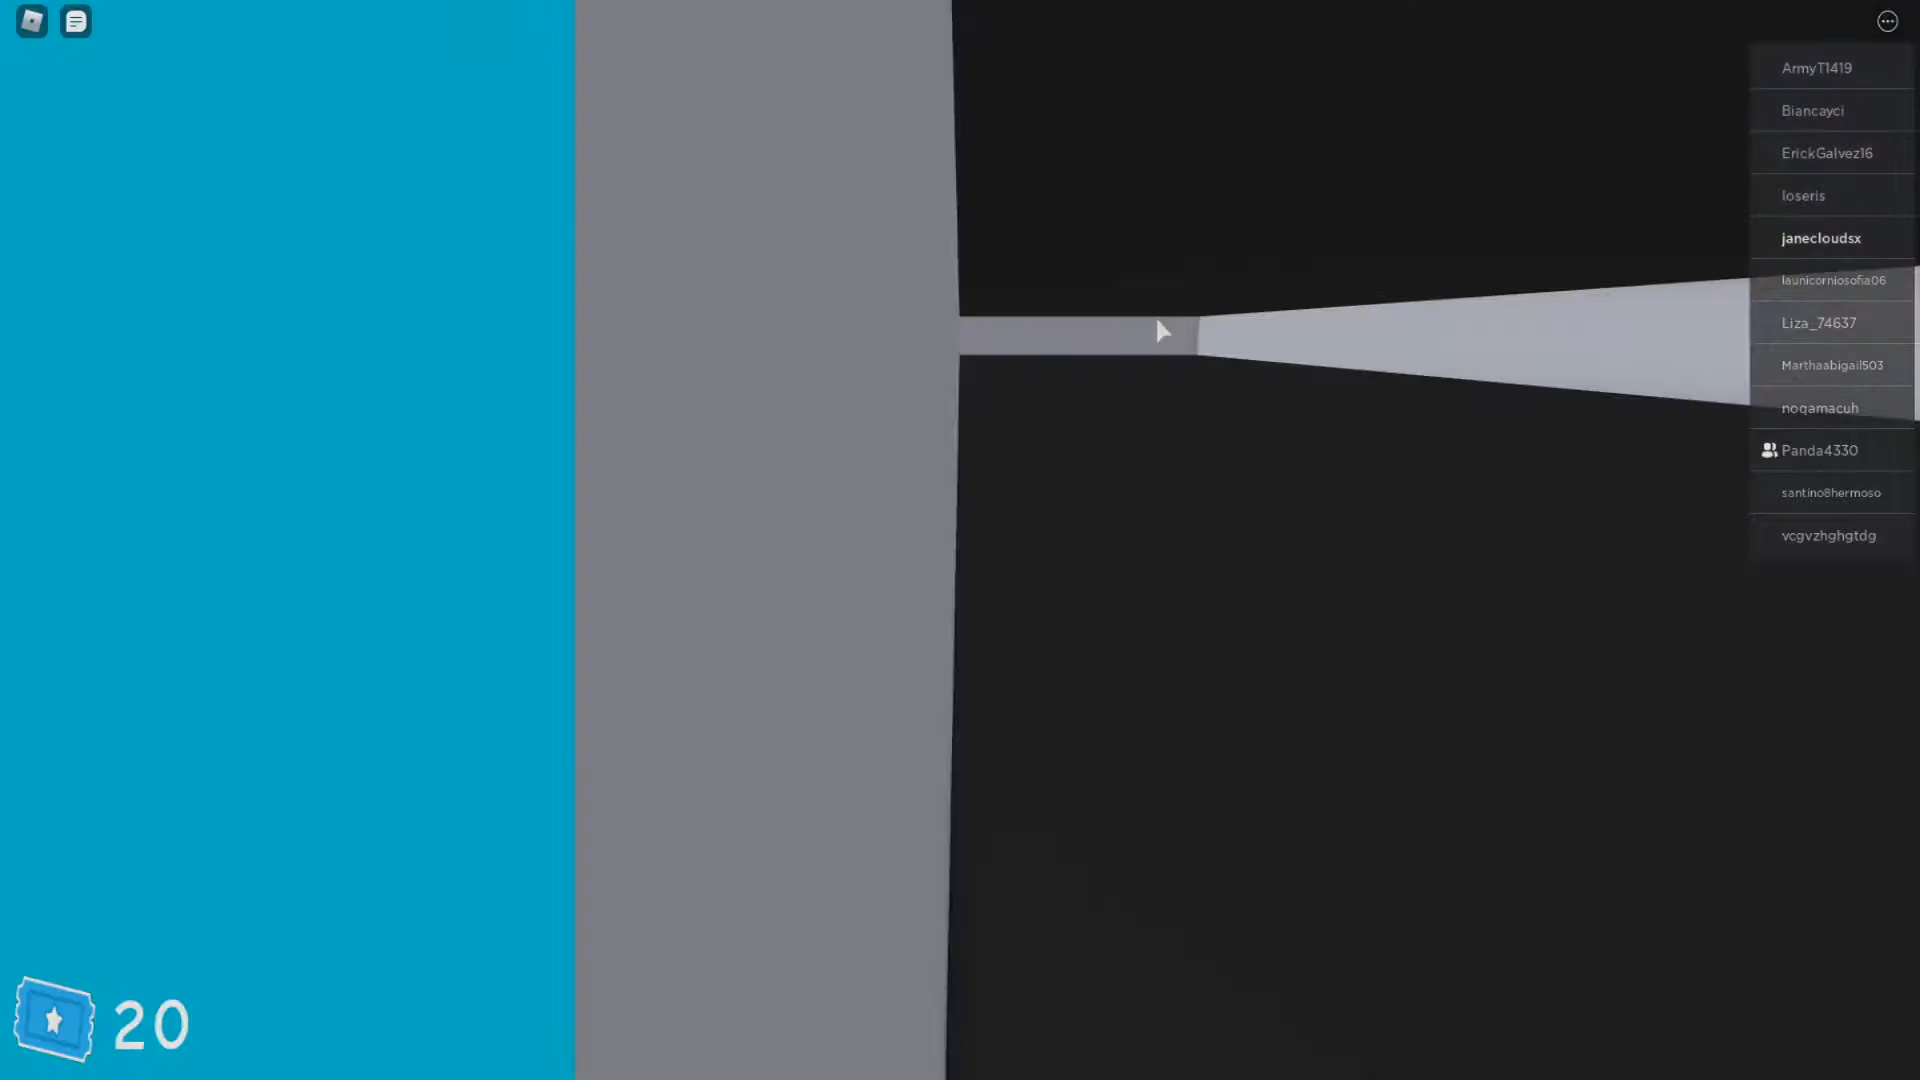 ArmyT1419
Biancayci
ErickGalvez16
loseris
janecloudsx
launicorniosofia06
Liza_74637
Marthaabigail503
noqamacuh
Panda4330
santino8hermoso
vcgvzhghgtdg
20